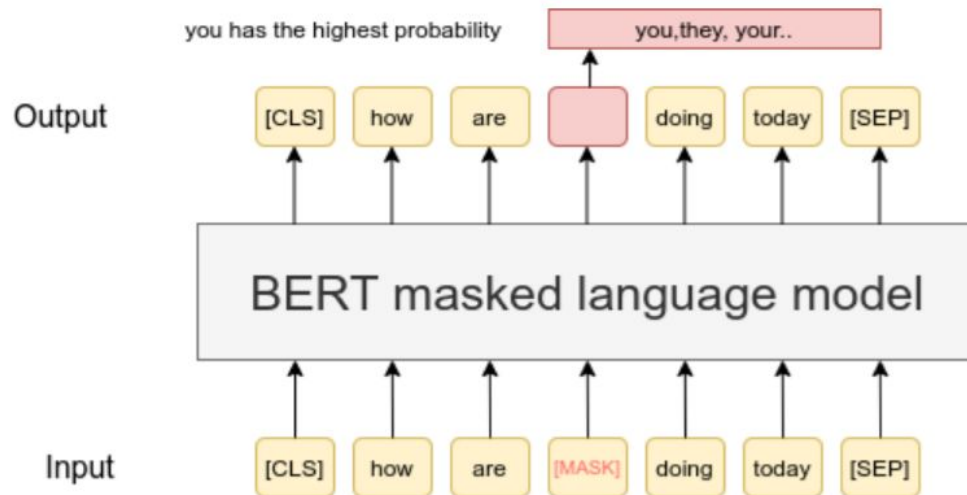 you has the highest probability
you,they, your..
Output
[CLS] how are doing today [SEP]
BERT masked language model
Input
[CLS] how are [MASK] doing today [SEP]